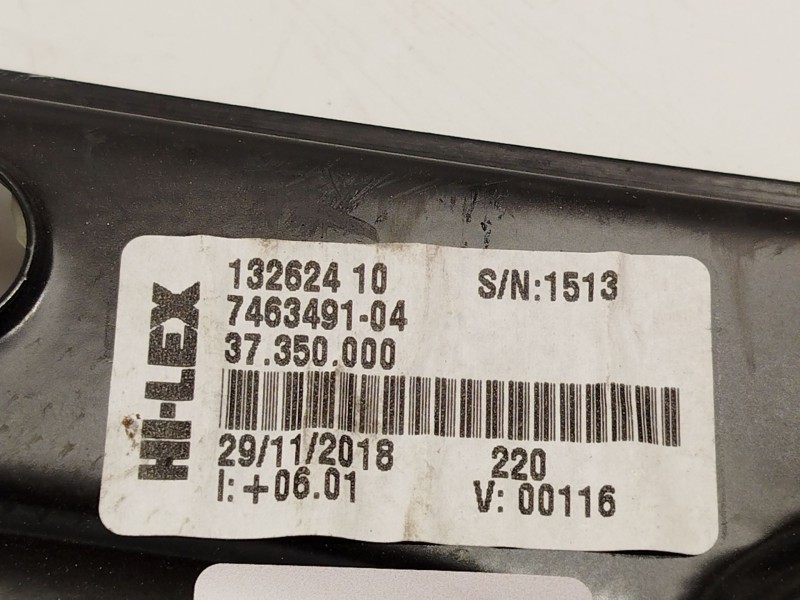 HI-LEX
132624 10
S/N:1513
7463491-04
37.350.000
29/11/2018
220
I:+06.01
V: 00116